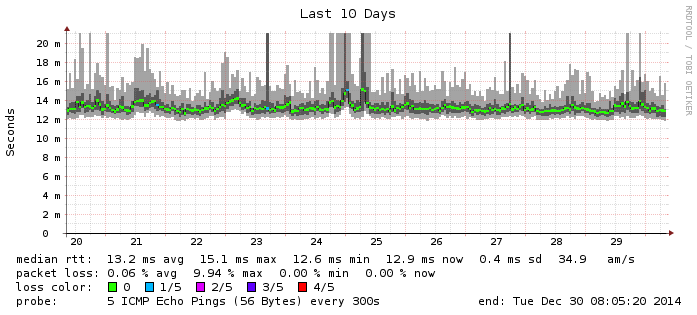 Last 10 Days
RRDTOOL / TOBI OETIKER
Seconds
20 m
18 m
16 m
14 m
12 m
10 m
8 m
6 m
4 m
2 m
0
20 21 22 23 24 25 26 27 28 29
median rtt: 13.2 ms avg 15.1 ms max 12.6 ms min 12.9 ms now 0.4 ms sd 34.9 am/s
packet loss: 0.06 % avg 9.94 % max 0.00 % min 0.00 % now
loss color: 0 1/5 2/5 3/5 4/5
probe: 5 ICMP Echo Pings (56 Bytes) every 300s end: Tue Dec 30 08:05:20 2014